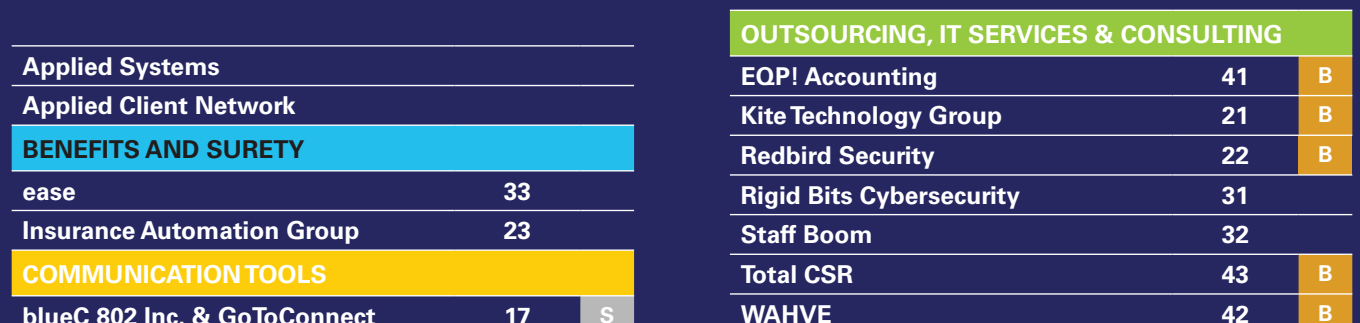 Applied Systems
Applied Client Network
BENEFITS AND SURETY
ease 33
Insurance Automation Group 23
COMMUNICATION TOOLS
blueC 802 Inc. & GoToConnect 17 S
OUTSOURCING, IT SERVICES & CONSULTING
EQP! Accounting 41 B
Kite Technology Group 21 B
Redbird Security 22 B
Rigid Bits Cybersecurity 31
Staff Boom 32
Total CSR 43 B
WAHVE 42 B